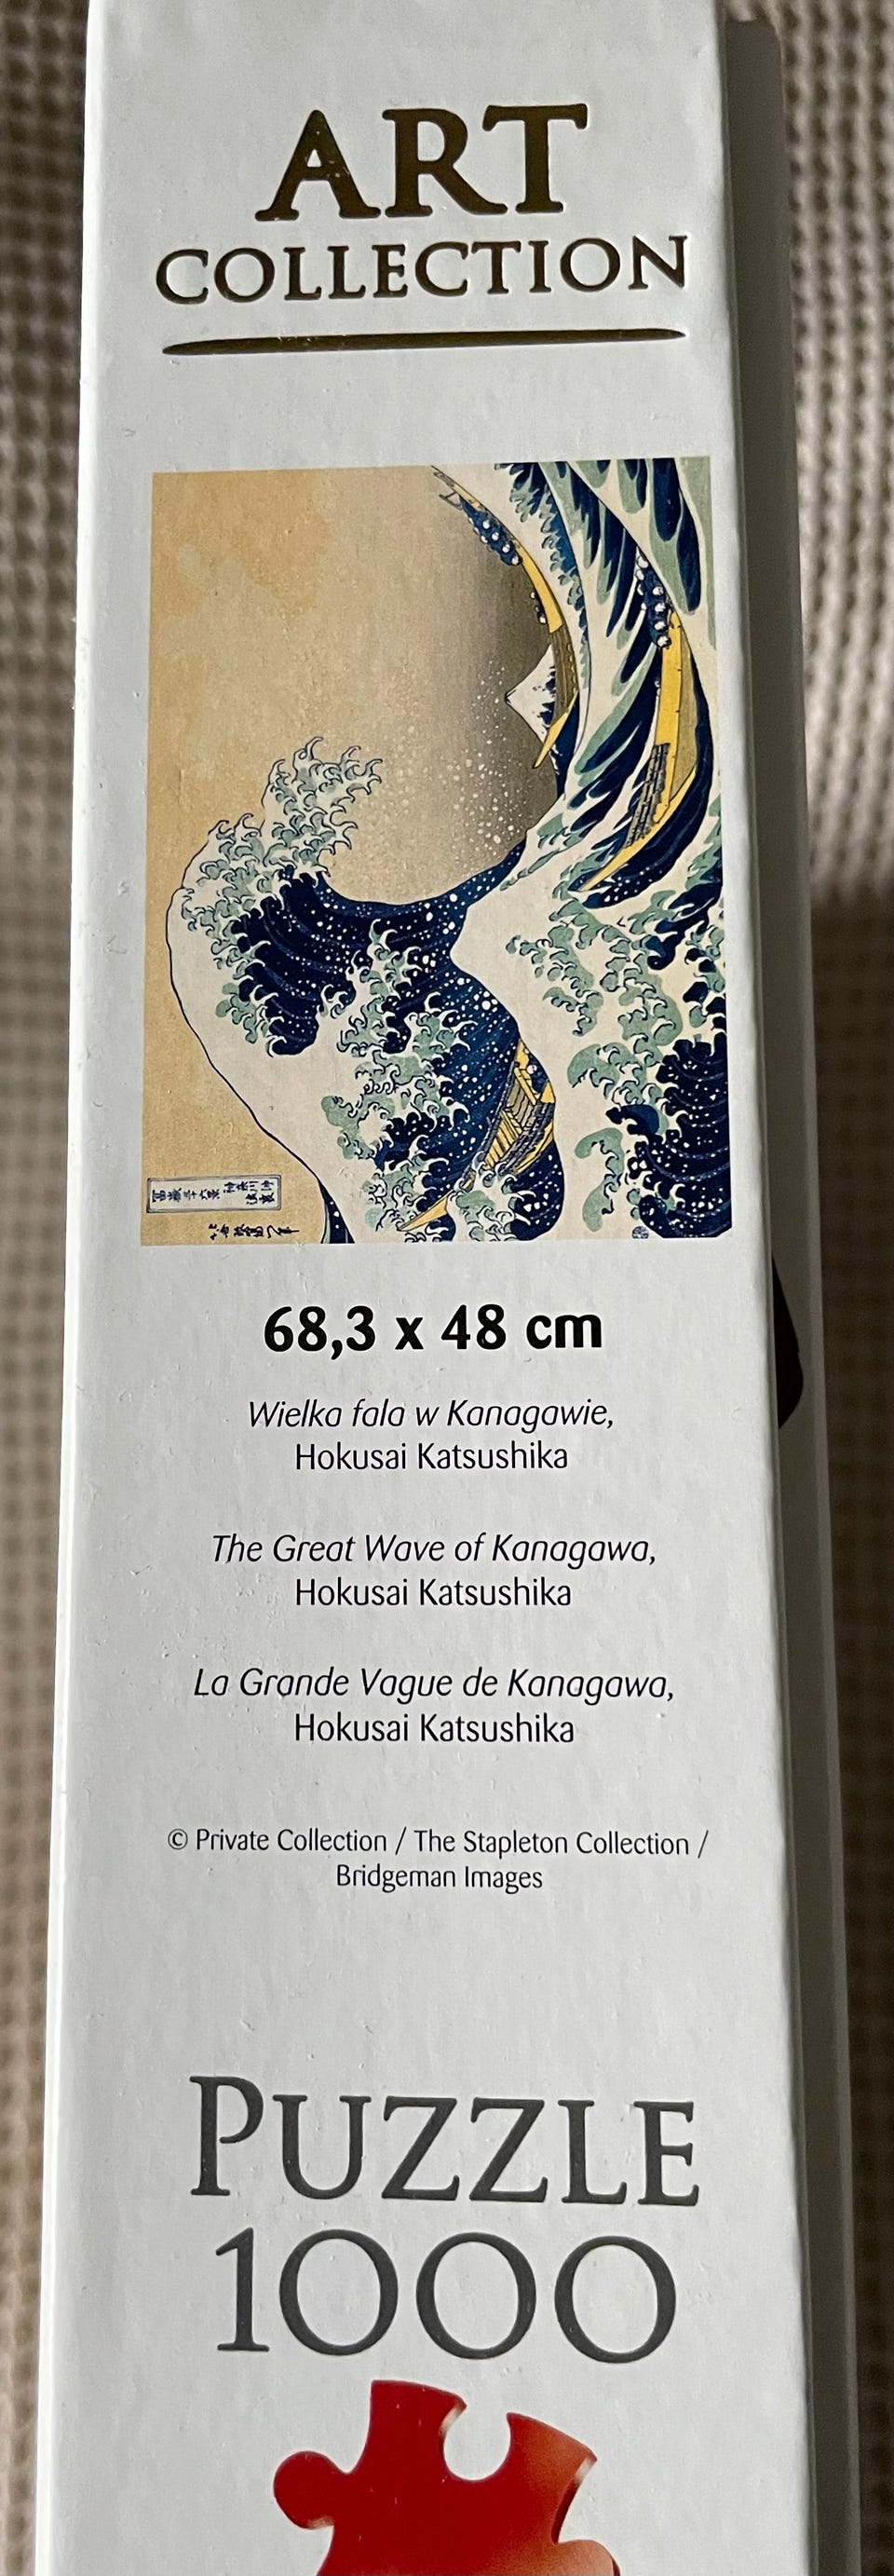 ART
COLLECTION
68,3 x 48 cm
Wielka fala w Kanagawie,
Hokusai Katsushika
The Great Wave of Kanagawa,
Hokusai Katsushika
La Grande Vague de Kanagawa,
Hokusai Katsushika
© Private Collection / The Stapleton Collection /
Bridgeman Images
PUZZLE
1000